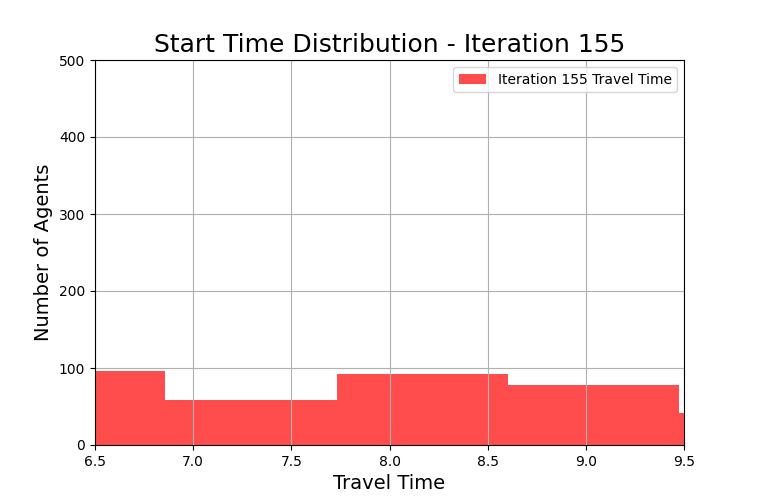 Start Time Distribution - Iteration 155
500
400
300
200
100
0
Number of Agents
Iteration 155 Travel Time
6.5 7.0 7.5 8.0 8.5 9.0 9.5
Travel Time